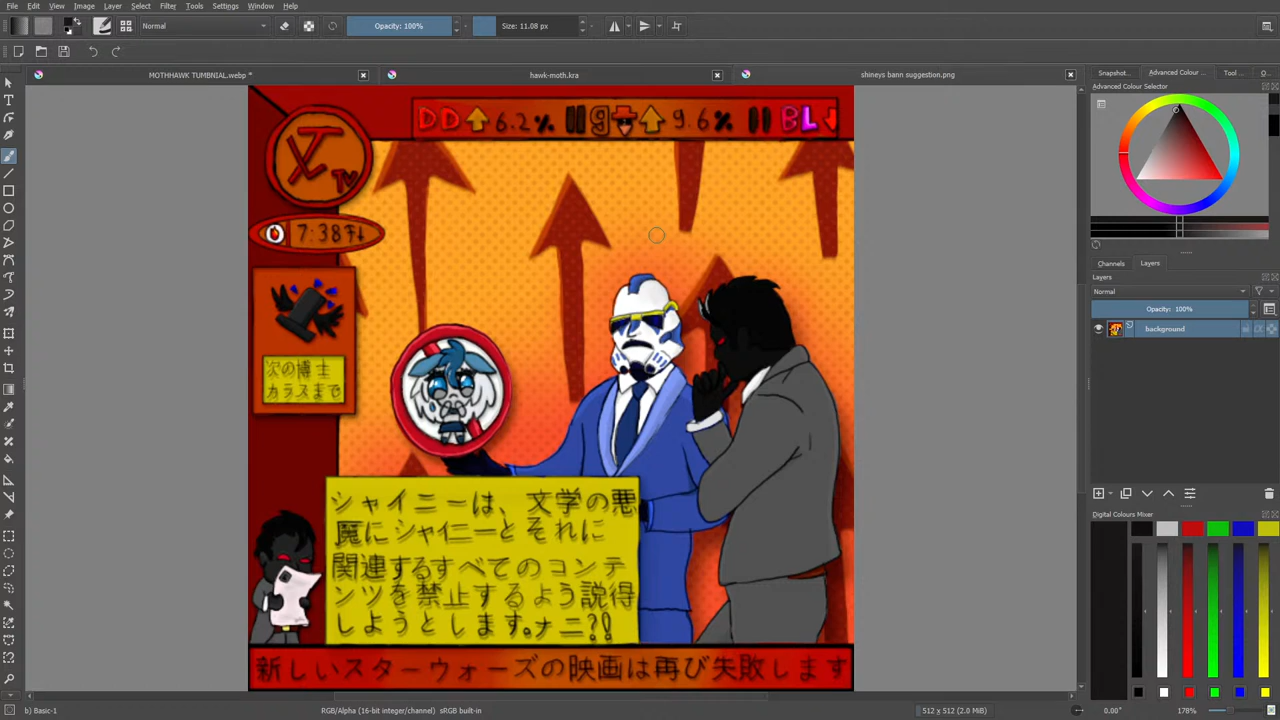 File Edit View Image Layer Select Filter Tools Settings Window Help
Normal
Opacity: 100%
Size: 11.08 px
MOTHHAWK TUMBNIAL.webp *
hawk-moth.kra
shineys bann suggestion.png
Snapshot...
Advanced Colour ...
Tool ...
O...
Advanced Colour Selector
DD 6.2% g 9.6% BL
TV
7:38
次の博士
カラスまで
シャイニーは、文学の悪
魔にシャイニーとそれに
関連するすべてのコンテ
ンツを禁止するよう説得
しようとします。ナニ?!
新しいスターウォーズの映画は再び失敗します
Channels
Layers
Layers
Normal
Opacity: 100%
background
Digital Colours Mixer
b) Basic-1
RGB/Alpha (16-bit integer/channel) sRGB built-in
512 x 512 (2.0 MiB)
0.00°
178%